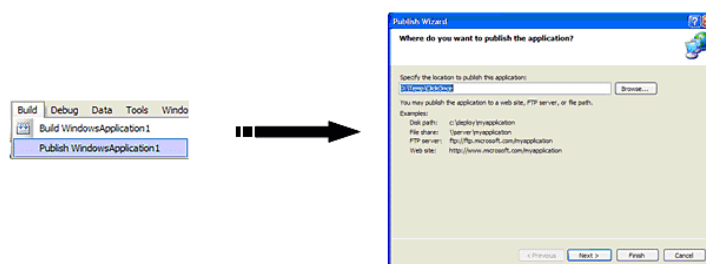 Build Debug Data Tools Windo
Build WindowsApplication1
Publish WindowsApplication1
Publish Wizard
Where do you want to publish the application?
Specify the location to publish this application:
D:\Temp\ClickOnce
Browse...
You may publish the application to a web site, FTP server, or file path.
Examples:
Disk path: c:\deploy\myapplication
File share: \\server\myapplication
FTP server: ftp://ftp.microsoft.com/myapplication
Web site: http://www.microsoft.com/myapplication
< Previous Next > Finish Cancel